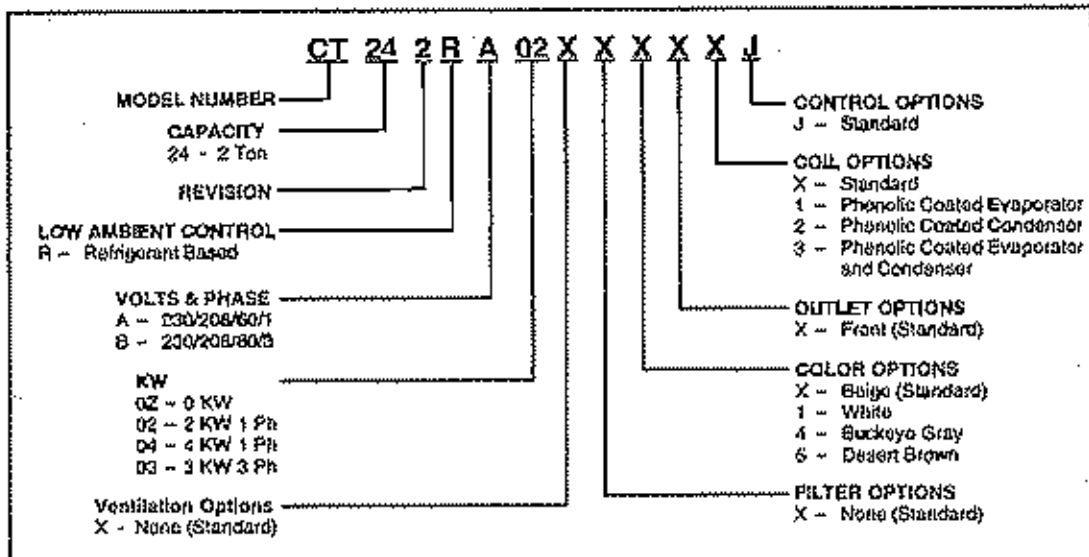 CT 24 2 R A 02 X X X X X J
MODEL NUMBER
CAPACITY
24 - 2 Ton
REVISION
LOW AMBIENT CONTROL
R - Refrigerant Based
VOLTS & PHASE
A - 230/208/60/1
B - 230/208/60/3
KW
0Z - 0 KW
02 - 2 KW 1 Ph
04 - 4 KW 1 Ph
03 - 3 KW 3 Ph
Ventilation Options
X - None (Standard)
CONTROL OPTIONS
J - Standard
COIL OPTIONS
X - Standard
1 - Phenolic Coated Evaporator
2 - Phenolic Coated Condenser
3 - Phenolic Coated Evaporator
and Condenser
OUTLET OPTIONS
X - Front (Standard)
COLOR OPTIONS
X - Beige (Standard)
1 - White
4 - Buckeye Gray
5 - Desert Brown
FILTER OPTIONS
X - None (Standard)